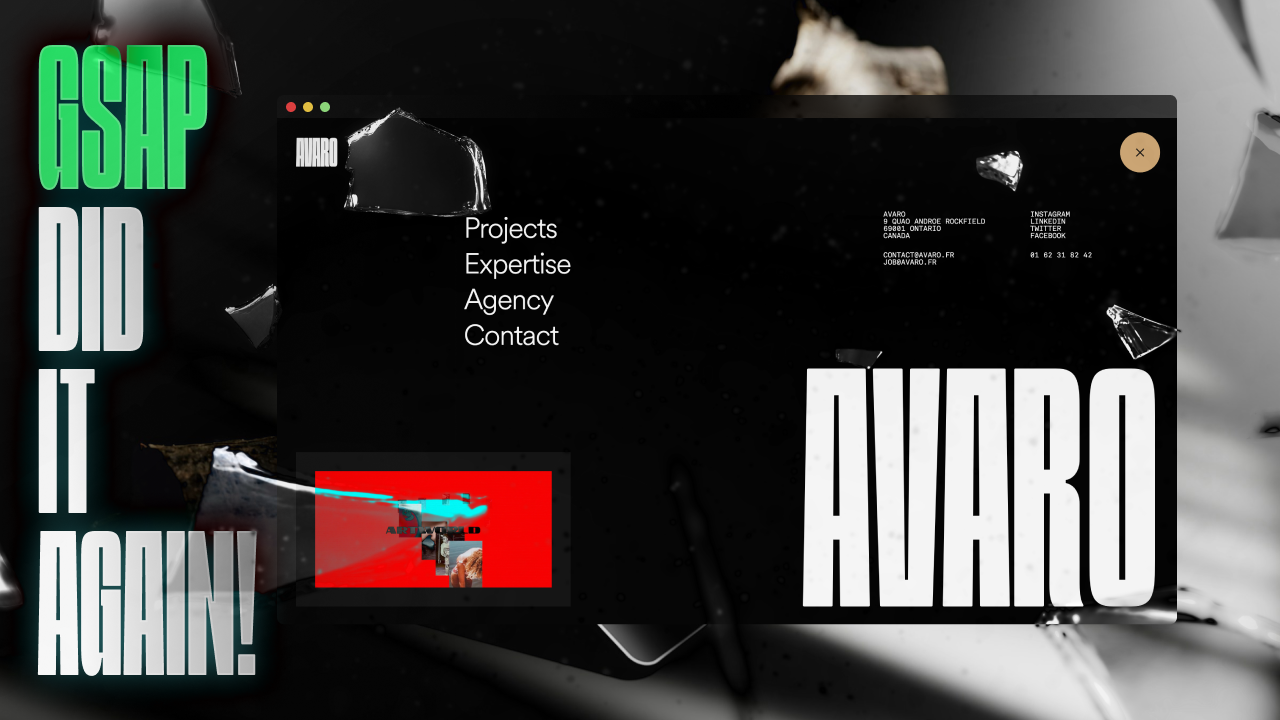 GSAP
DID
IT
AGAIN!
AVARO
Projects
Expertise
Agency
Contact
AVARO
9 QUAO ANDROE ROCKFIELD
69001 ONTARIO
CANADA
CONTACT@AVARO.FR
JOB@AVARO.FR
INSTAGRAM
LINKEDIN
TWITTER
FACEBOOK
01 62 31 82 42
AVARO